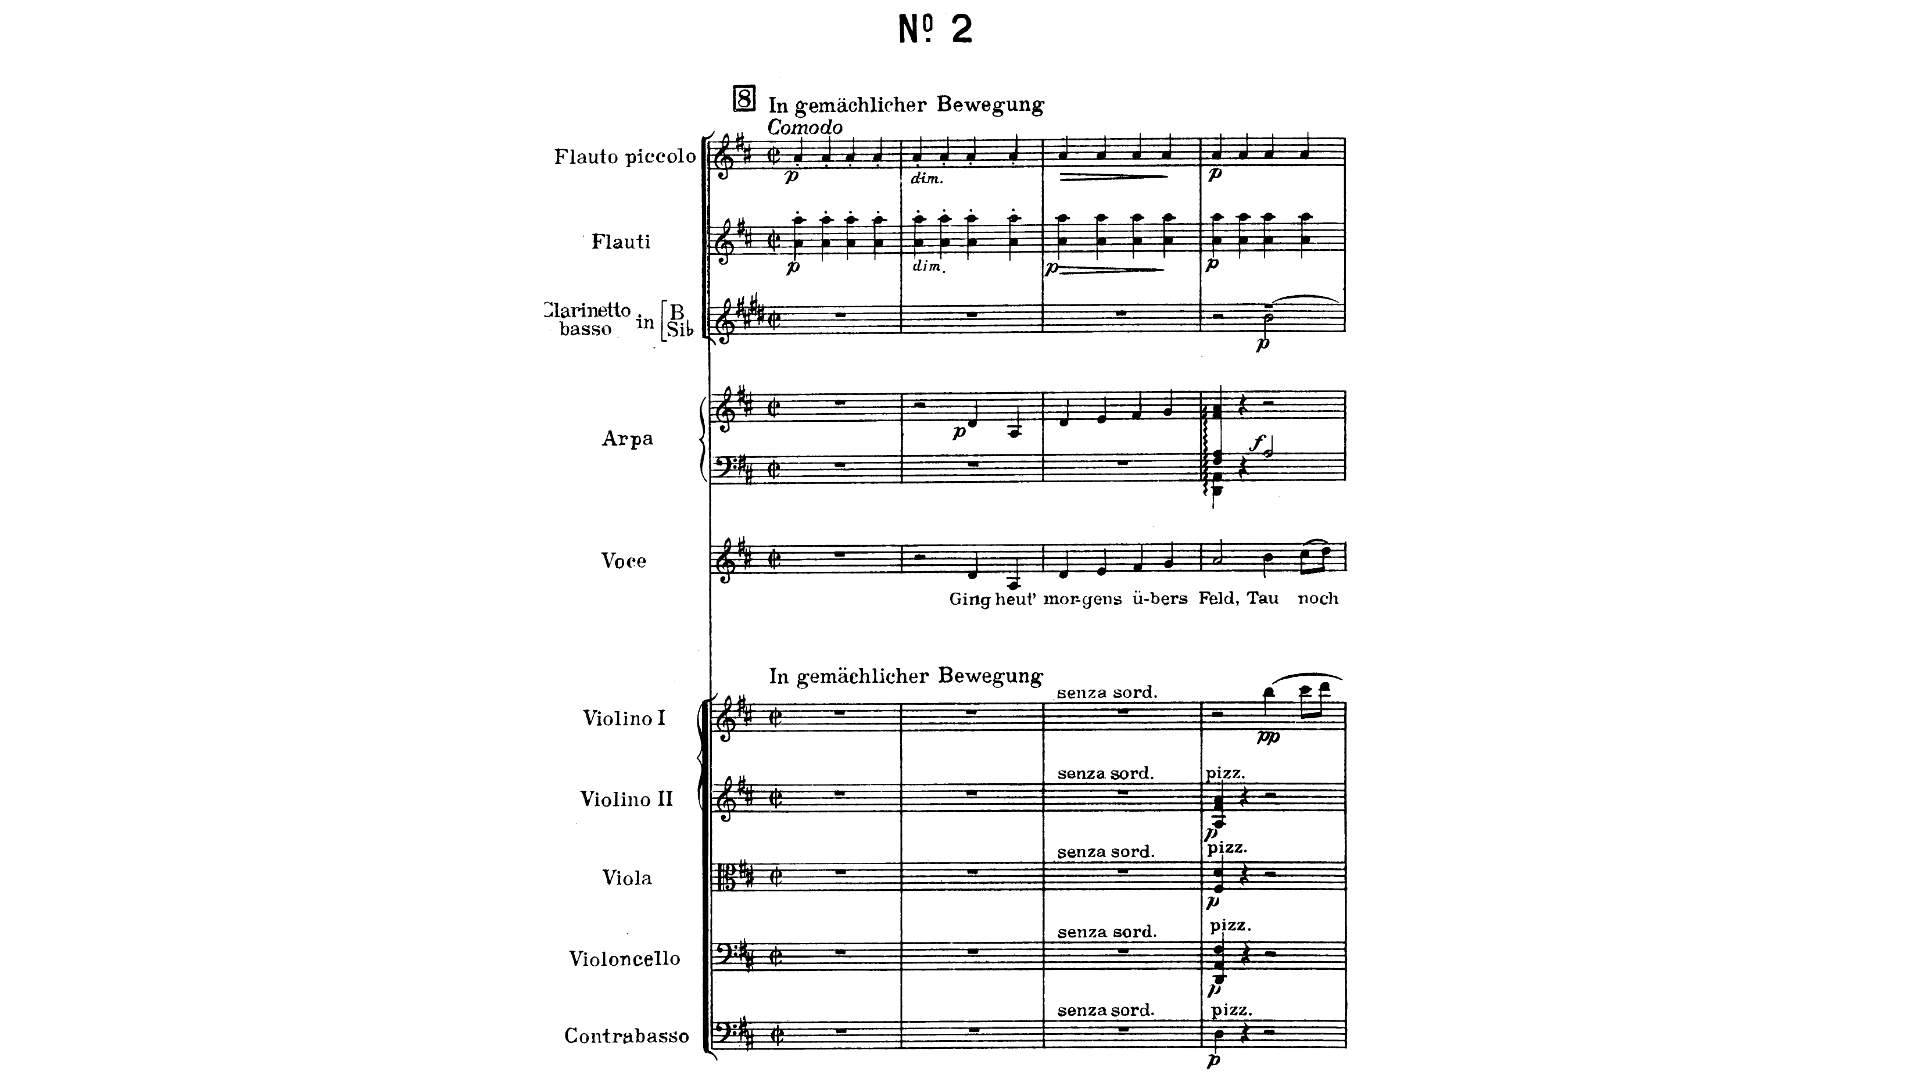 Nº 2
8 In gemächlicher Bewegung
Comodo
Flauto piccolo
p dim. p
Flauti
p dim. p p
Clarinetto basso in [B Sib
p
Arpa
p f
Voce
Ging heut' mor-gens ü-bers Feld, Tau noch
In gemächlicher Bewegung
senza sord.
Violino I
pp
senza sord. pizz.
Violino II
p
senza sord. pizz.
Viola
p
senza sord. pizz.
Violoncello
p
senza sord. pizz.
Contrabasso
p